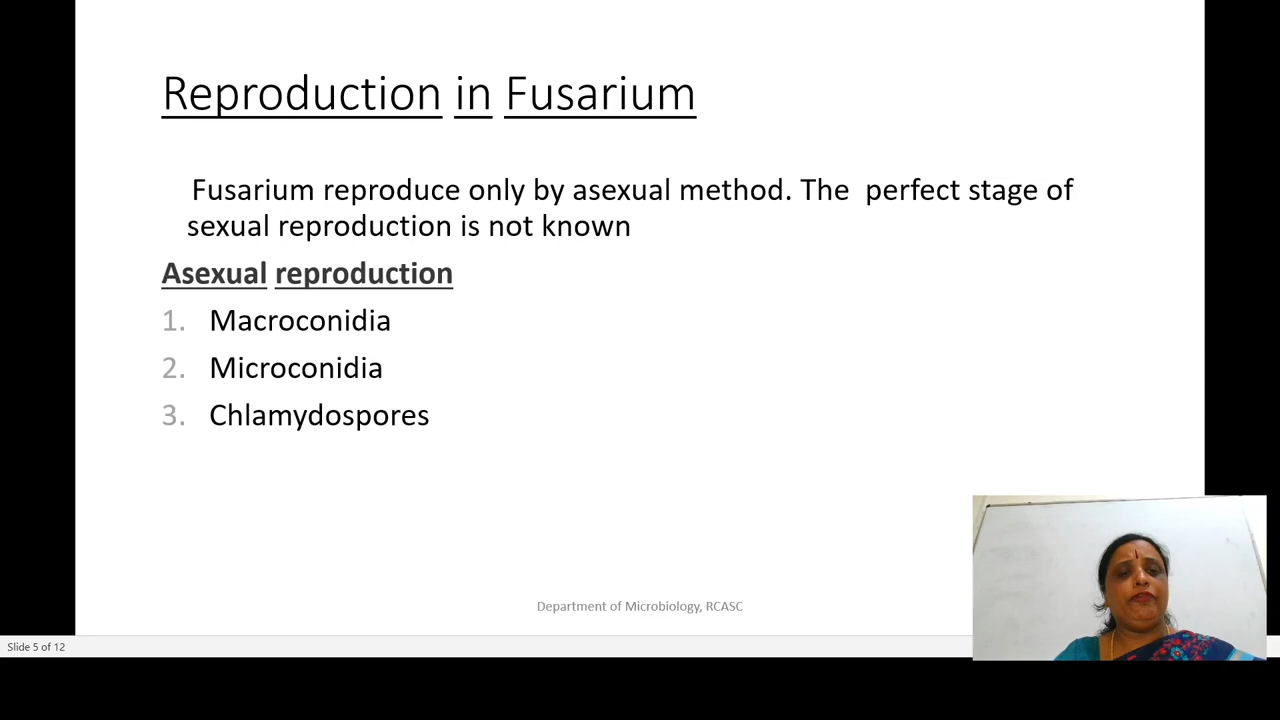 Reproduction in Fusarium
Fusarium reproduce only by asexual method. The perfect stage of
sexual reproduction is not known
Asexual reproduction
1. Macroconidia
2. Microconidia
3. Chlamydospores
Department of Microbiology, RCASC
Slide 5 of 12